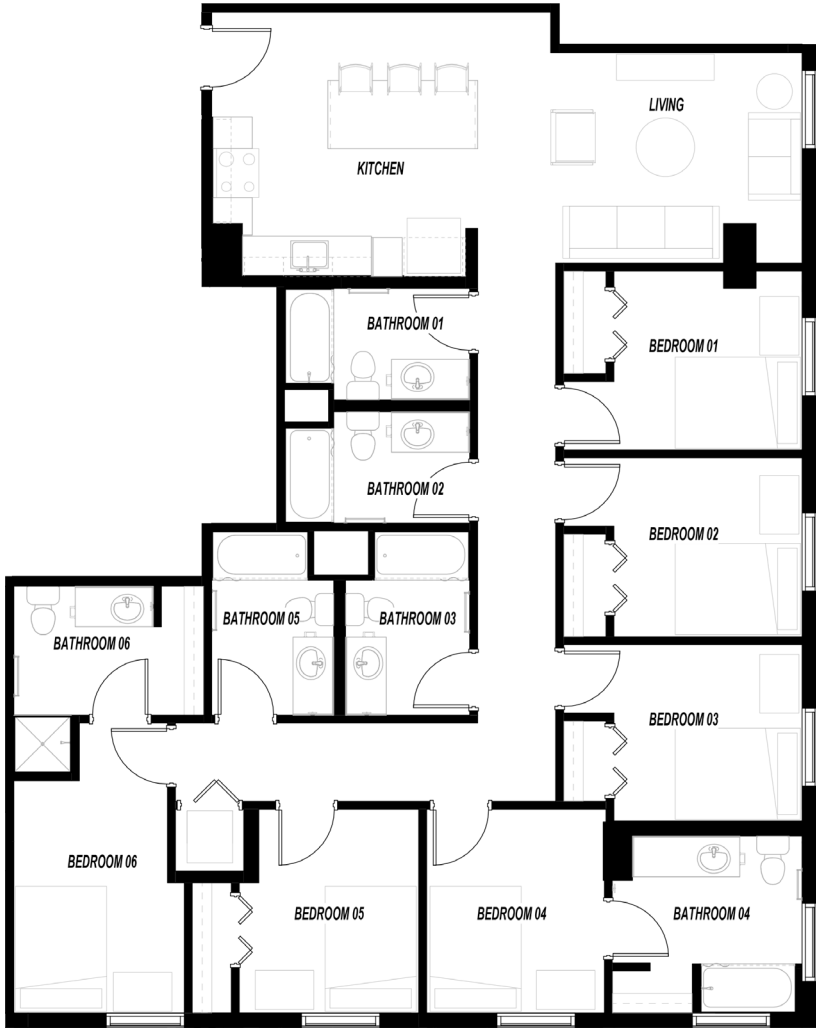 LIVING
KITCHEN
BATHROOM 01
BEDROOM 01
BATHROOM 02
BEDROOM 02
BATHROOM 05
BATHROOM 03
BATHROOM 06
BEDROOM 03
BEDROOM 06
BEDROOM 05
BEDROOM 04
BATHROOM 04